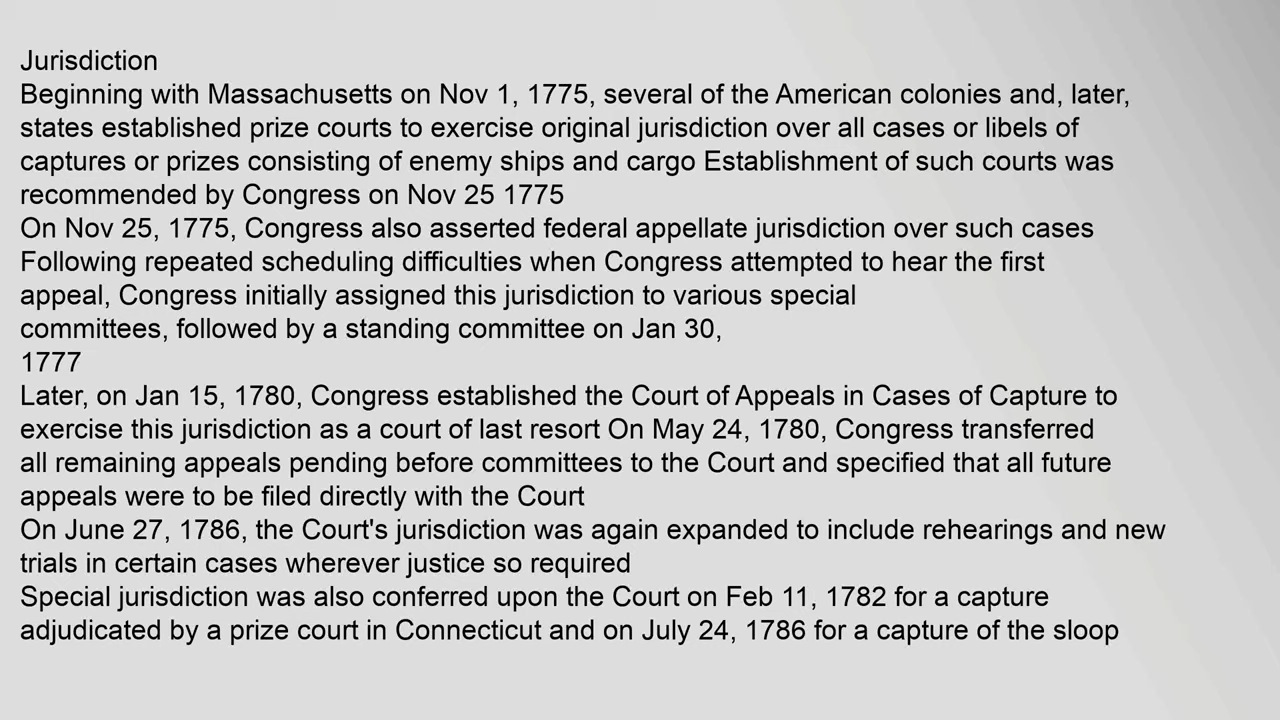 Jurisdiction
Beginning with Massachusetts on Nov 1, 1775, several of the American colonies and, later,
states established prize courts to exercise original jurisdiction over all cases or libels of
captures or prizes consisting of enemy ships and cargo Establishment of such courts was
recommended by Congress on Nov 25 1775
On Nov 25, 1775, Congress also asserted federal appellate jurisdiction over such cases
Following repeated scheduling difficulties when Congress attempted to hear the first
appeal, Congress initially assigned this jurisdiction to various special
committees, followed by a standing committee on Jan 30,
1777
Later, on Jan 15, 1780, Congress established the Court of Appeals in Cases of Capture to
exercise this jurisdiction as a court of last resort On May 24, 1780, Congress transferred
all remaining appeals pending before committees to the Court and specified that all future
appeals were to be filed directly with the Court
On June 27, 1786, the Court's jurisdiction was again expanded to include rehearings and new
trials in certain cases wherever justice so required
Special jurisdiction was also conferred upon the Court on Feb 11, 1782 for a capture
adjudicated by a prize court in Connecticut and on July 24, 1786 for a capture of the sloop